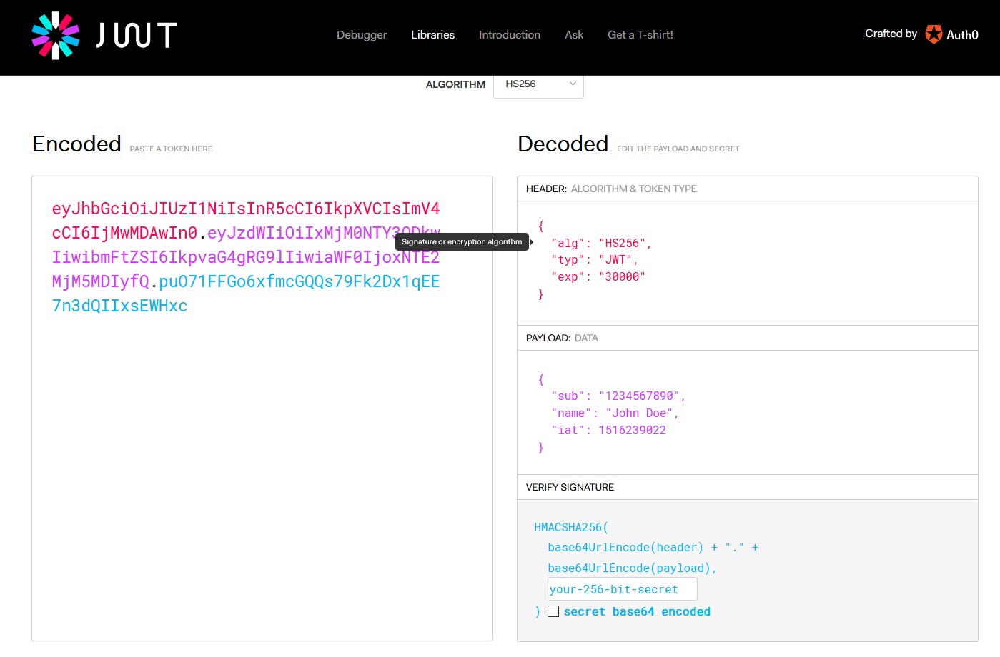 JWT
Debugger
Libraries
Introduction
Ask
Get a T-shirt!
Crafted by
Auth0
ALGORITHM
HS256
Encoded
PASTE A TOKEN HERE
Decoded
EDIT THE PAYLOAD AND SECRET
eyJhbGciOiJIUzI1NiIsInR5cCI6IkpXVCIsImV4
cCI6IjMwMDAwIn0.eyJzdWIiOiIxMjM0NTY3ODkw
IiwibmFtZSI6IkpvaG4gRG9lIiwiaWF0IjoxNTE2
MjM5MDIyfQ.puO71FFGo6xfmcGQQs79Fk2Dx1qEE
7n3dQIIxsEWHxc
Signature or encryption algorithm
HEADER: ALGORITHM & TOKEN TYPE
{
"alg": "HS256",
"typ": "JWT",
"exp": "30000"
}
PAYLOAD: DATA
{
"sub": "1234567890",
"name": "John Doe",
"iat": 1516239022
}
VERIFY SIGNATURE
HMACSHA256(
base64UrlEncode(header) + "." +
base64UrlEncode(payload),
your-256-bit-secret
) secret base64 encoded